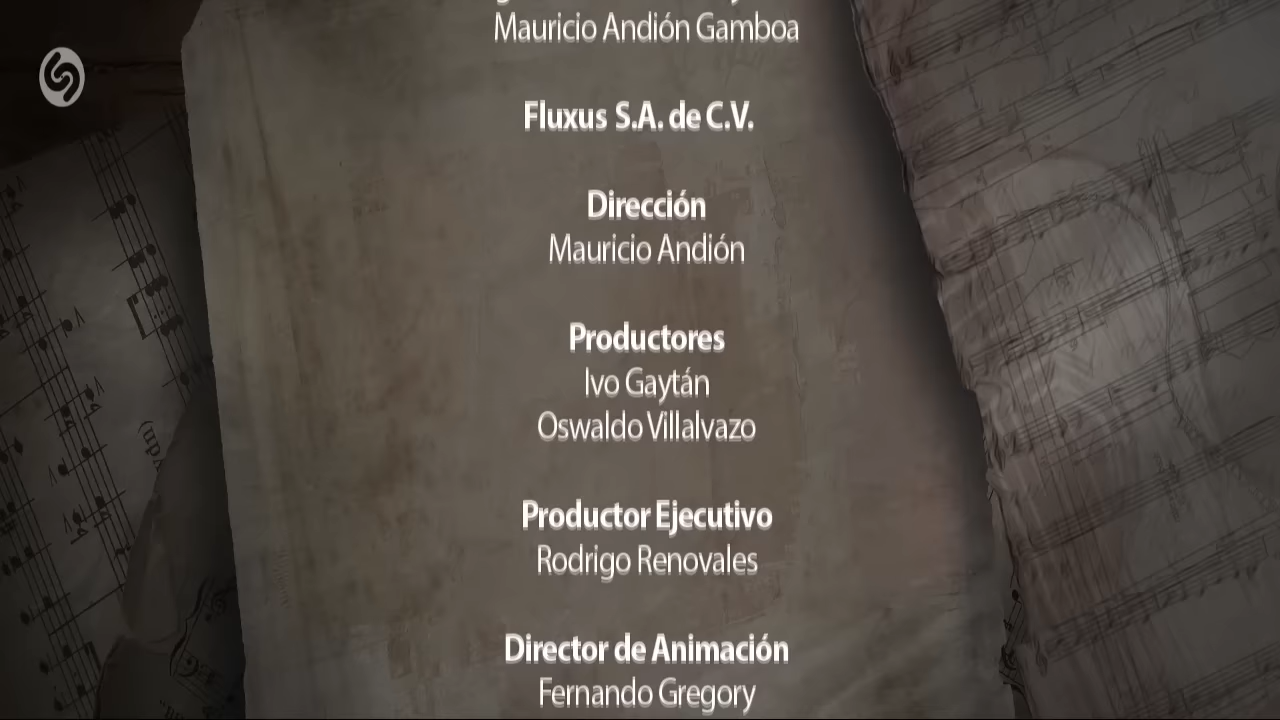 Mauricio Andión Gamboa
Fluxus S.A. de C.V.
Dirección
Mauricio Andión
Productores
Ivo Gaytán
Oswaldo Villalvazo
Productor Ejecutivo
Rodrigo Renovales
Director de Animación
Fernando Gregory